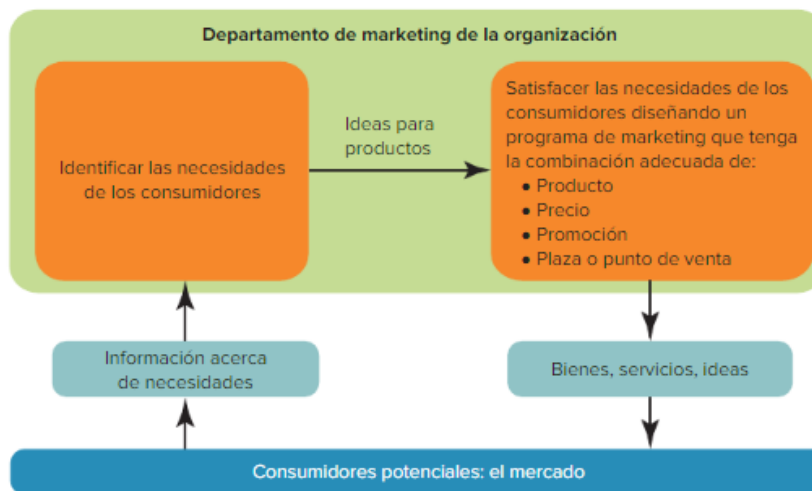 Departamento de marketing de la organización
Identificar las necesidades
de los consumidores
Ideas para
productos
Satisfacer las necesidades de los
consumidores diseñando un
programa de marketing que tenga
la combinación adecuada de:
● Producto
● Precio
● Promoción
● Plaza o punto de venta
Información acerca
de necesidades
Bienes, servicios, ideas
Consumidores potenciales: el mercado